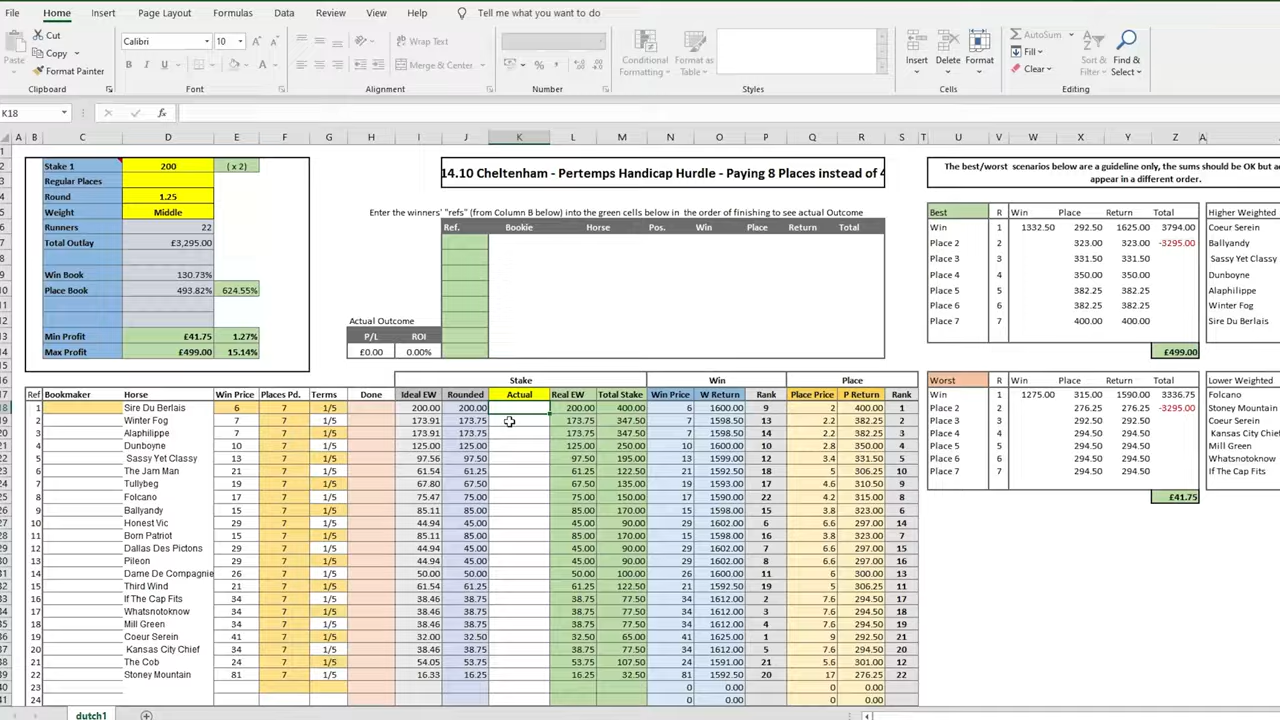 File Home Insert Page Layout Formulas Data Review View Help Tell me what you want to do
Cut Calibri 10 Wrap Text AutoSum
Copy Fill
Paste Format Painter Merge & Center Conditional Formatting Format as Table Insert Delete Format Clear Sort & Filter Find & Select
Clipboard Font Alignment Number Styles Cells Editing
K18 fx
A B C D E F G H I J K L M N O P Q R S T U V W X Y Z
Stake 1 200 ( x 2)
Regular Places
Round 1.25
Weight Middle
Runners 22
Total Outlay £3,295.00
Win Book 130.73%
Place Book 493.82% 624.55%
Min Profit £41.75 1.27%
Max Profit £499.00 15.14%
14.10 Cheltenham - Pertemps Handicap Hurdle - Paying 8 Places instead of
Enter the winners' "refs" (from Column B below) into the green cells below in the order of finishing to see actual Outcome
Ref. Bookie Horse Pos. Win Place Return Total
Actual Outcome
P/L ROI
£0.00 0.00%
The best/worst scenarios below are a guideline only, the sums should be OK but
appear in a different order.
Best R Win Place Return Total Higher Weighted
Win 1 1332.50 292.50 1625.00 3794.00 Coeur Serein
Place 2 2 323.00 323.00 -3295.00 Ballyandy
Place 3 3 331.50 331.50 Sassy Yet Classy
Place 4 4 350.00 350.00 Dunboyne
Place 5 5 382.25 382.25 Alaphilippe
Place 6 6 382.25 382.25 Winter Fog
Place 7 7 400.00 400.00 Sire Du Berlais
£499.00
Worst R Win Place Return Total Lower Weighted
Win 1 1275.00 315.00 1590.00 3336.75 Folcano
Place 2 2 276.25 276.25 -3295.00 Stoney Mountain
Place 3 3 292.50 292.50 Coeur Serein
Place 4 4 294.50 294.50 Kansas City Chief
Place 5 5 294.50 294.50 Mill Green
Place 6 6 294.50 294.50 Whatsnotoknow
Place 7 7 294.50 294.50 If The Cap Fits
£41.75
Stake Win Place
Ref Bookmaker Horse Win Price Places Pd. Terms Done Ideal EW Rounded Actual Real EW Total Stake Win Price W Return Rank Place Price P Return Rank
1 Sire Du Berlais 6 7 1/5 200.00 200.00 200.00 400.00 6 1600.00 9 2 400.00 1
2 Winter Fog 7 7 1/5 173.91 173.75 173.75 347.50 7 1598.50 13 2.2 382.25 2
3 Alaphilippe 7 7 1/5 173.91 173.75 173.75 347.50 7 1598.50 14 2.2 382.25 3
4 Dunboyne 10 7 1/5 125.00 125.00 125.00 250.00 10 1600.00 10 2.8 350.00 4
5 Sassy Yet Classy 13 7 1/5 97.56 97.50 97.50 195.00 13 1599.00 12 3.4 331.50 5
6 The Jam Man 21 7 1/5 61.54 61.25 61.25 122.50 21 1592.50 18 5 306.25 10
7 Tullybeg 19 7 1/5 67.80 67.50 67.50 135.00 19 1593.00 17 4.6 310.50 9
8 Folcano 17 7 1/5 75.47 75.00 75.00 150.00 17 1590.00 22 4.2 315.00 8
9 Ballyandy 15 7 1/5 85.11 85.00 85.00 170.00 15 1598.00 15 3.8 323.00 6
10 Honest Vic 29 7 1/5 44.94 45.00 45.00 90.00 29 1602.00 6 6.6 297.00 14
11 Born Patriot 15 7 1/5 85.11 85.00 85.00 170.00 15 1598.00 16 3.8 323.00 7
12 Dallas Des Pictons 29 7 1/5 44.94 45.00 45.00 90.00 29 1602.00 7 6.6 297.00 15
13 Pileon 29 7 1/5 44.94 45.00 45.00 90.00 29 1602.00 8 6.6 297.00 16
14 Dame De Compagnie 26 7 1/5 50.00 50.00 50.00 100.00 26 1600.00 11 6 300.00 13
15 Third Wind 21 7 1/5 61.54 61.25 61.25 122.50 21 1592.50 19 5 306.25 11
16 If The Cap Fits 34 7 1/5 38.46 38.75 38.75 77.50 34 1612.00 2 7.6 294.50 17
17 Whatsnotoknow 34 7 1/5 38.46 38.75 38.75 77.50 34 1612.00 3 7.6 294.50 18
18 Mill Green 34 7 1/5 38.46 38.75 38.75 77.50 34 1612.00 4 7.6 294.50 19
19 Coeur Serein 41 7 1/5 32.00 32.50 32.50 65.00 41 1625.00 1 9 292.50 21
20 Kansas City Chief 34 7 1/5 38.46 38.75 38.75 77.50 34 1612.00 5 7.6 294.50 20
21 The Cob 24 7 1/5 54.05 53.75 53.75 107.50 24 1591.00 21 5.6 301.00 12
22 Stoney Mountain 81 7 1/5 16.33 16.25 16.25 32.50 81 1592.50 20 17 276.25 22
23 0 0.00 0 0.00
24 0 0.00 0 0.00
dutch1